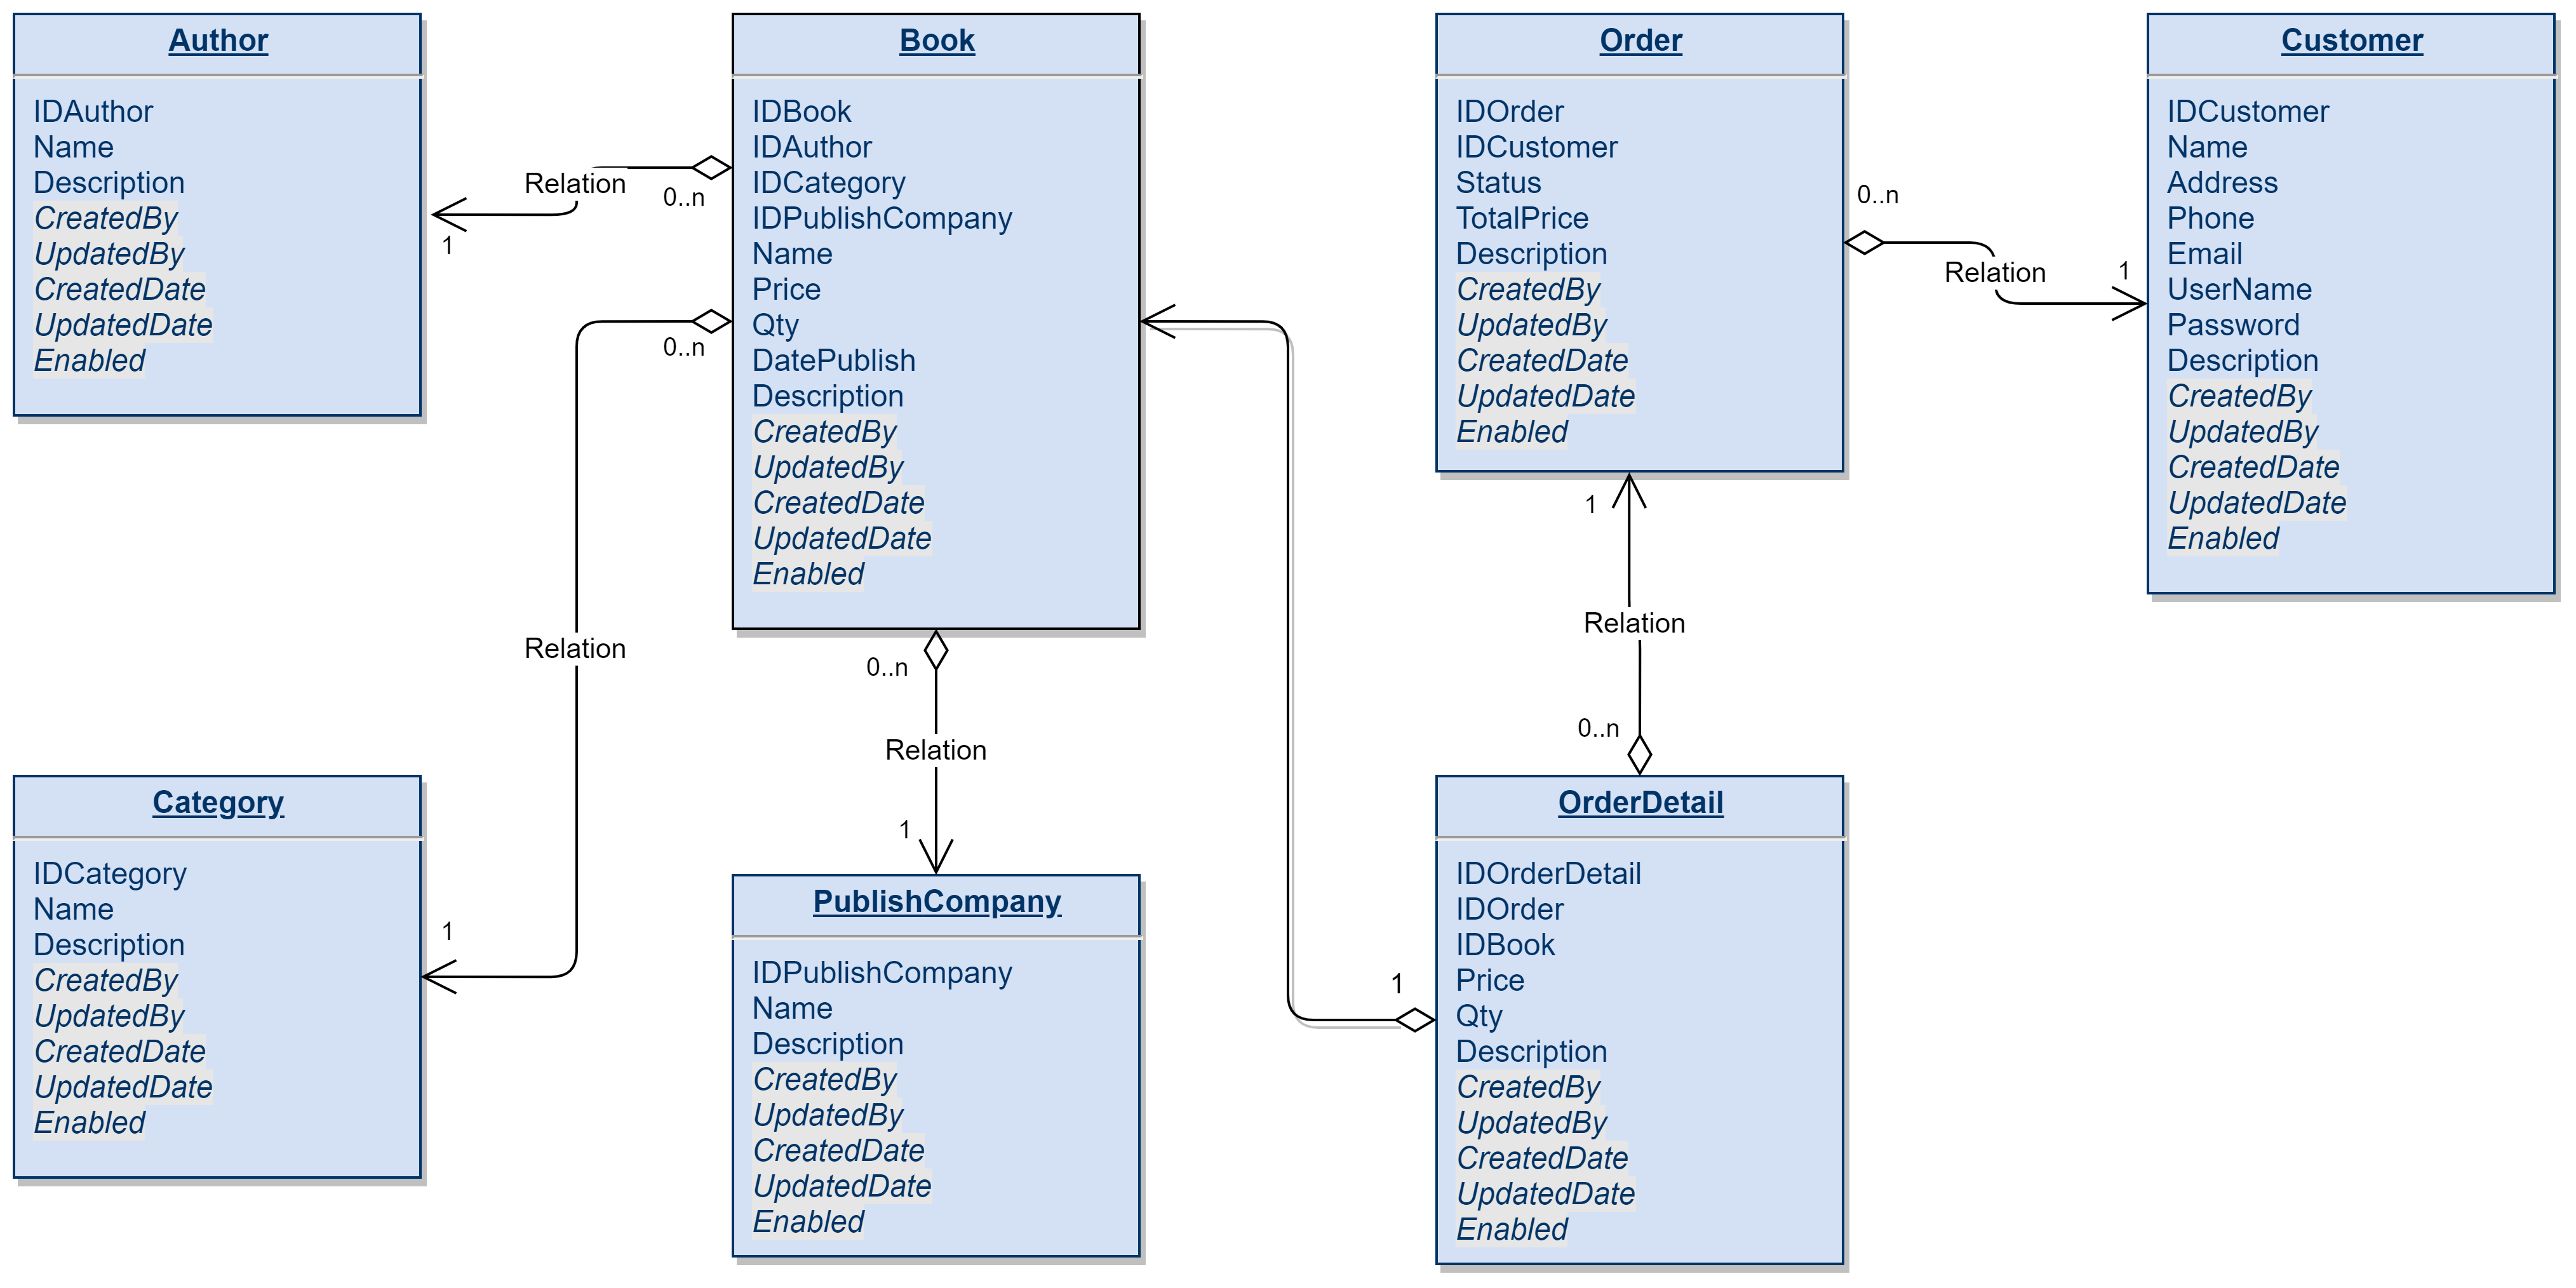 Author
IDAuthor
Name
Description
CreatedBy
UpdatedBy
CreatedDate
UpdatedDate
Enabled
Relation
0..n
1
Book
IDBook
IDAuthor
IDCategory
IDPublishCompany
Name
Price
Qty
DatePublish
Description
CreatedBy
UpdatedBy
CreatedDate
UpdatedDate
Enabled
0..n
Relation
1
0..n
Relation
1
Order
IDOrder
IDCustomer
Status
TotalPrice
Description
CreatedBy
UpdatedBy
CreatedDate
UpdatedDate
Enabled
0..n
Relation
1
Customer
IDCustomer
Name
Address
Phone
Email
UserName
Password
Description
CreatedBy
UpdatedBy
CreatedDate
UpdatedDate
Enabled
1
Relation
0..n
Category
IDCategory
Name
Description
CreatedBy
UpdatedBy
CreatedDate
UpdatedDate
Enabled
PublishCompany
IDPublishCompany
Name
Description
CreatedBy
UpdatedBy
CreatedDate
UpdatedDate
Enabled
1
OrderDetail
IDOrderDetail
IDOrder
IDBook
Price
Qty
Description
CreatedBy
UpdatedBy
CreatedDate
UpdatedDate
Enabled